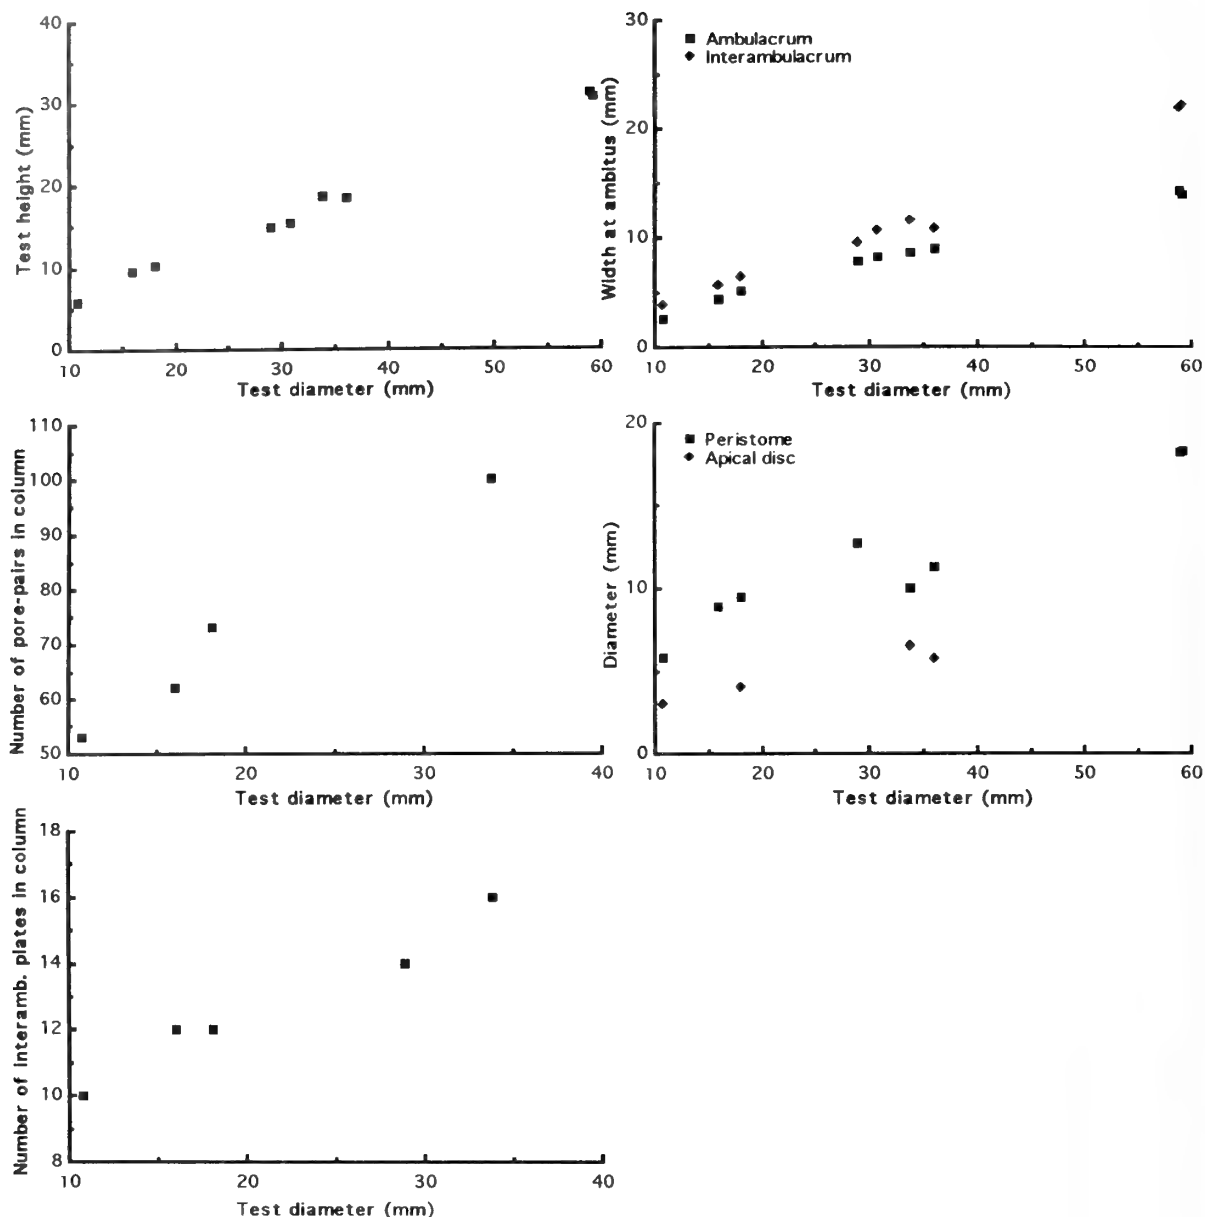 40
30
20
10
0
Test height (mm)
10 20 30 40 50 60
Test diameter (mm)
30
20
10
0
Width at ambitus (mm)
Ambulacrum
Interambulacrum
10 20 30 40 50 60
Test diameter (mm)
110
100
90
80
70
60
50
Number of pore-pairs in column
10 20 30 40
Test diameter (mm)
20
10
0
Diameter (mm)
Peristome
Apical disc
10 20 30 40 50 60
Test diameter (mm)
18
16
14
12
10
8
Number of interamb. plates in column
10 20 30 40
Test diameter (mm)